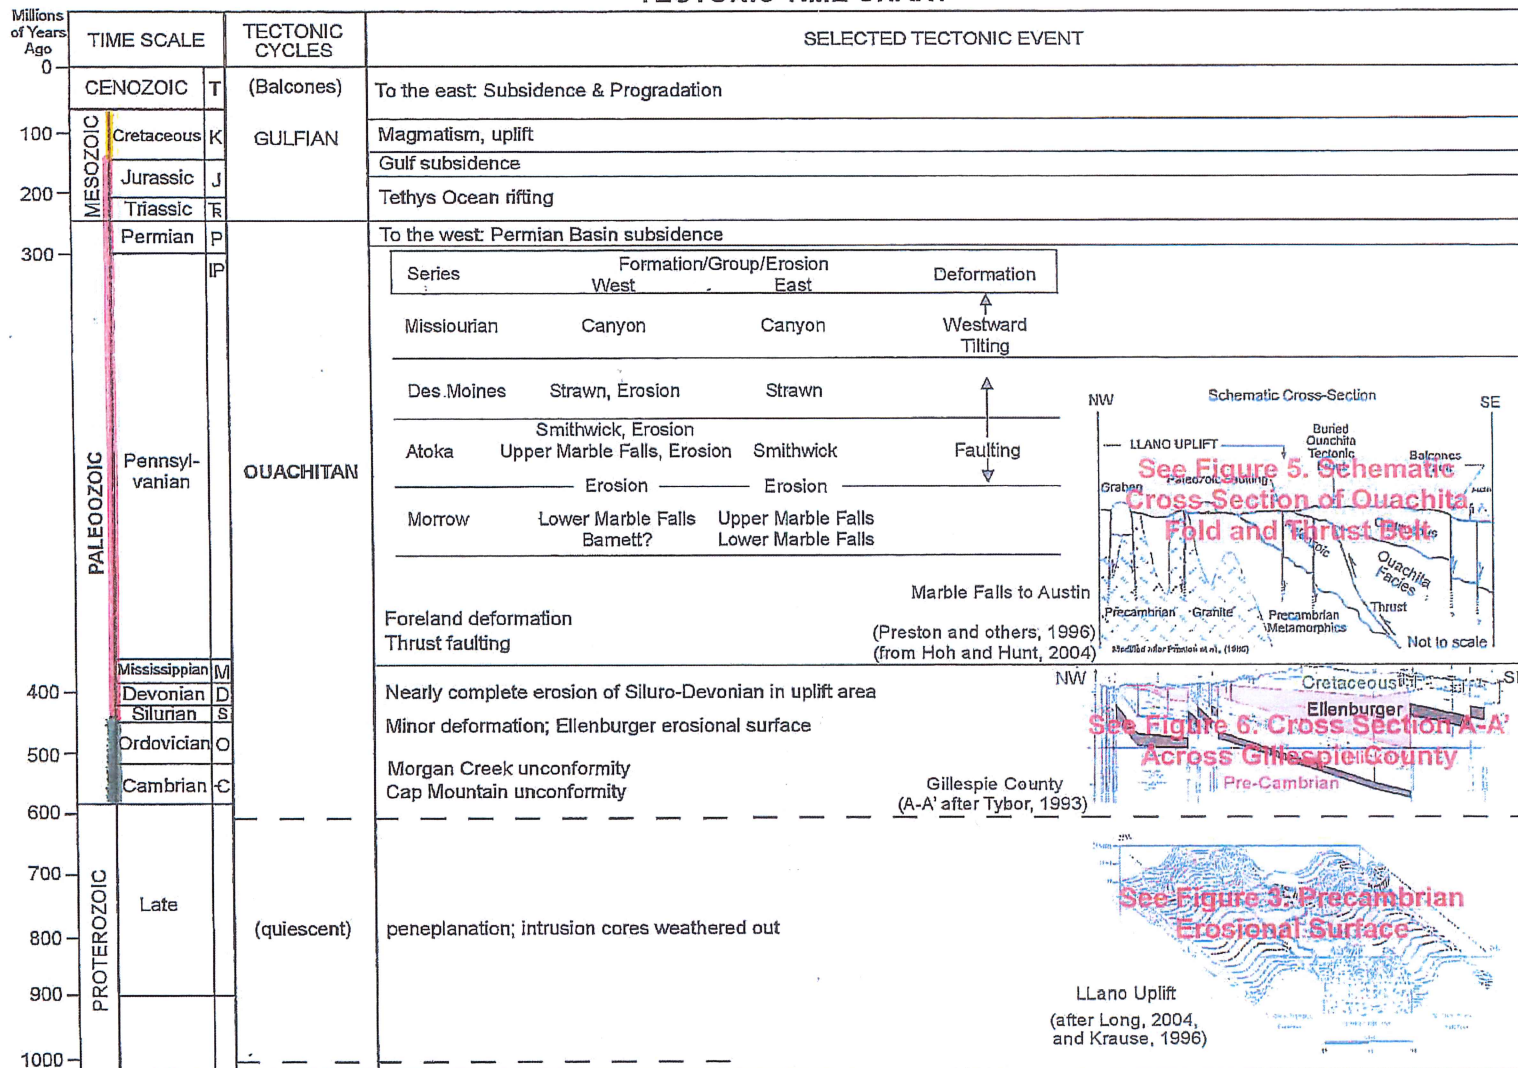 Millions
of Years
Ago
TIME SCALE
TECTONIC
CYCLES
SELECTED TECTONIC EVENT
0
CENOZOIC
T
(Balcones)
To the east: Subsidence & Progradation
MESOZOIC
100
Cretaceous
K
GULFIAN
Magmatism, uplift
Gulf subsidence
Jurassic
J
200
Tethys Ocean rifting
Triassic
TR
PALEOZOIC
Permian
P
To the west: Permian Basin subsidence
300
IP
Series
Formation/Group/Erosion
West
East
Deformation
Missiourian
Canyon
Canyon
Westward
Tilting
Des.Moines
Strawn, Erosion
Strawn
Pennsyl-
vanian
OUACHITAN
Atoka
Smithwick, Erosion
Upper Marble Falls, Erosion
Smithwick
Faulting
Erosion
Erosion
Morrow
Lower Marble Falls
Barnett?
Upper Marble Falls
Lower Marble Falls
Foreland deformation
Thrust faulting
Marble Falls to Austin
(Preston and others, 1996)
(from Hoh and Hunt, 2004)
NW
Schematic Cross-Section
SE
LLANO UPLIFT
Buried
Ouachita
Tectonic
Balcones
Graben
See Figure 5. Schematic
Cross-Section of Ouachita
Fold and Thrust Belt
Ouachita
Facies
Thrust
Precambrian
Granite
Precambrian
Metamorphics
Not to scale
Mississippian
M
400
Devonian
D
Nearly complete erosion of Siluro-Devonian in uplift area
Silurian
S
Minor deformation; Ellenburger erosional surface
Ordovician
O
500
Morgan Creek unconformity
Cap Mountain unconformity
Cambrian
Є
Gillespie County
(A-A' after Tybor, 1993)
NW
Cretaceous
Ellenburger
See Figure 6. Cross Section A-A'
Across Gillespie County
Pre-Cambrian
600
PROTEROZOIC
700
Late
800
(quiescent)
peneplanation; intrusion cores weathered out
See Figure 3. Precambrian
Erosional Surface
900
LLano Uplift
(after Long, 2004,
and Krause, 1996)
1000